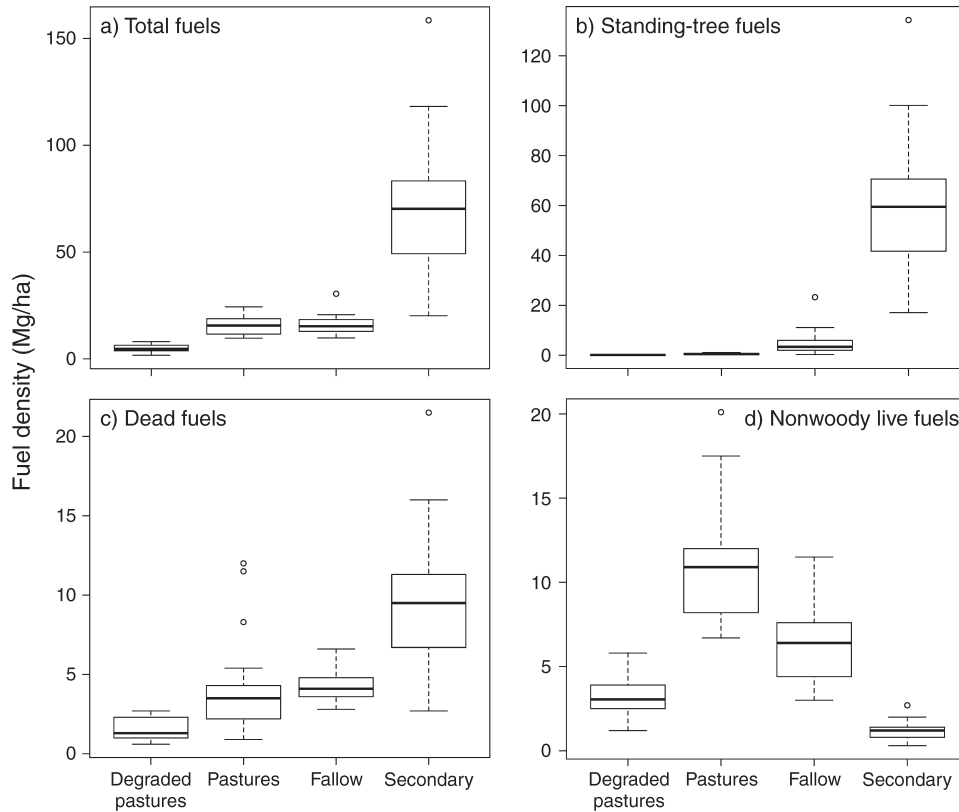 a) Total fuels
150
100
50
0
b) Standing-tree fuels
120
100
80
60
40
20
0
Fuel density (Mg/ha)
c) Dead fuels
20
15
10
5
0
Degraded pastures
Pastures
Fallow
Secondary
d) Nonwoody live fuels
20
15
10
5
0
Degraded pastures
Pastures
Fallow
Secondary